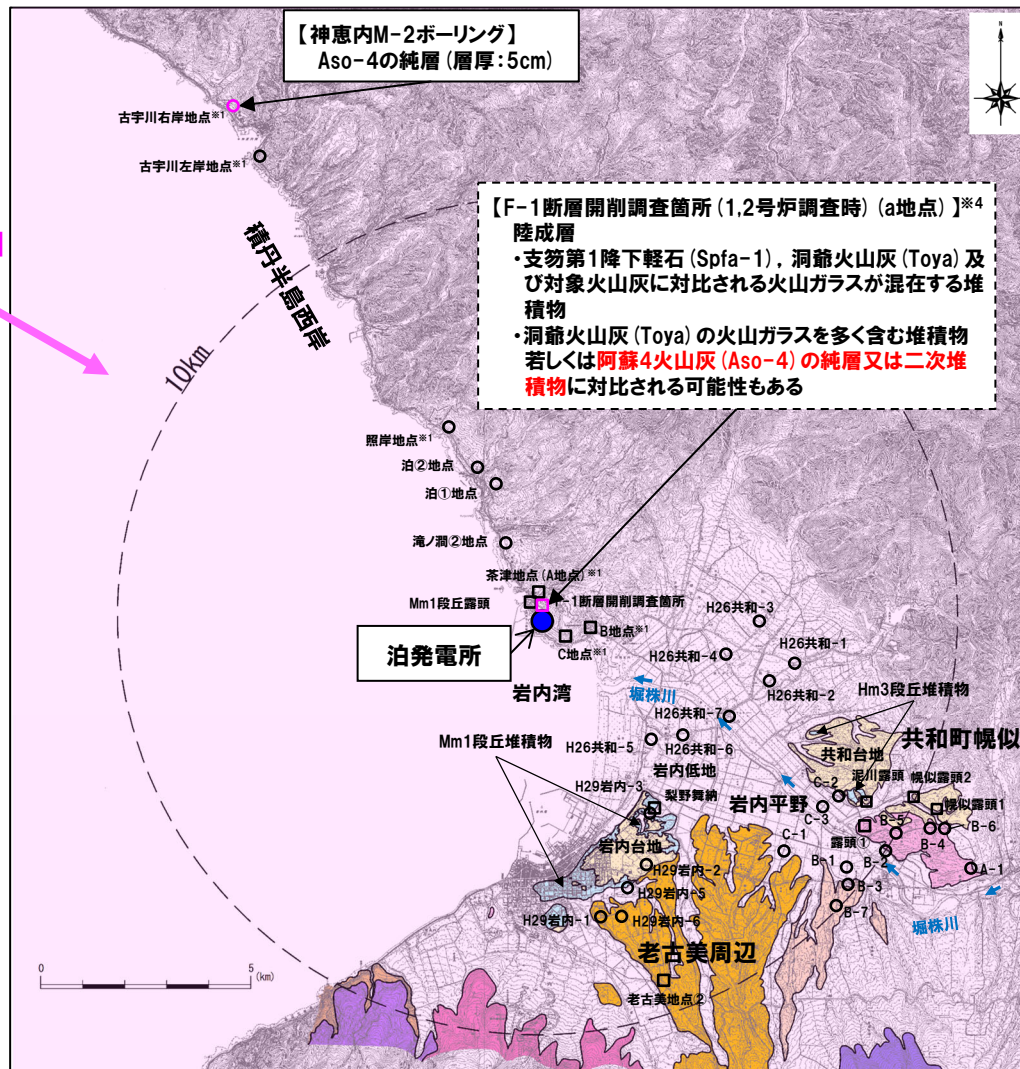 【神恵内M-2ボーリング】
Aso-4の純層(層厚:5cm)
N
古宇川右岸地点※1
古宇川左岸地点※1
【F-1断層開削調査箇所(1,2号炉調査時)(a地点)】※4
陸成層
・支笏第1降下軽石(Spfa-1),洞爺火山灰(Toya)及
び対象火山灰に対比される火山ガラスが混在する堆
積物
・洞爺火山灰(Toya)の火山ガラスを多く含む堆積物
若しくは阿蘇4火山灰(Aso-4)の純層又は二次堆
積物に対比される可能性もある
積丹半島西岸
10km
照岸地点※1
泊②地点
泊①地点
滝ノ澗②地点
茶津地点(A地点)※1
Mm1段丘露頭
-1断層開削調査箇所
B地点※1
C地点※1
泊発電所
岩内湾
H26共和-3
H26共和-1
H26共和-4
H26共和-2
堀株川
H26共和-7
H26共和-5
H26共和-6
Hm3段丘堆積物
共和町幌似
共和台地
Mm1段丘堆積物
岩内低地
H29岩内-3
梨野舞納
岩内平野
C-2
泥川露頭
幌似露頭2
幌似露頭1
C-3
B-5
B-6
B-4
露頭①
岩内台地
C-1
B-2
B-1
A-1
H29岩内-2
B-3
H29岩内-5
B-7
H29岩内-1
H29岩内-6
堀株川
老古美周辺
老古美地点②
0
5
(km)